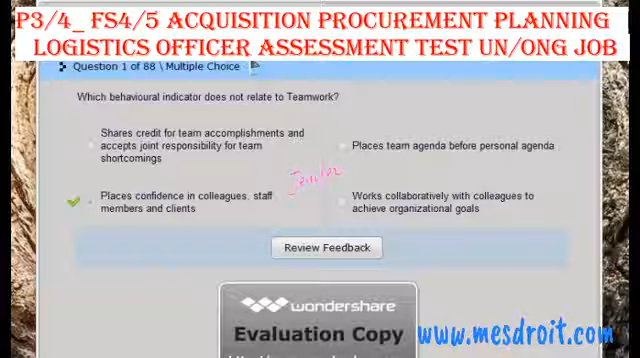 P3/4_ FS4/5 ACQUISITION PROCUREMENT PLANNING
LOGISTICS OFFICER ASSESSMENT TEST UN/ONG JOB
Question 1 of 88 \ Multiple Choice
Which behavioural indicator does not relate to Teamwork?
Shares credit for team accomplishments and
accepts joint responsibility for team
shortcomings
Places team agenda before personal agenda
Places confidence in colleagues, staff
members and clients
Works collaboratively with colleagues to
achieve organizational goals
Review Feedback
wondershare
Evaluation Copy
www.mesdroit.com